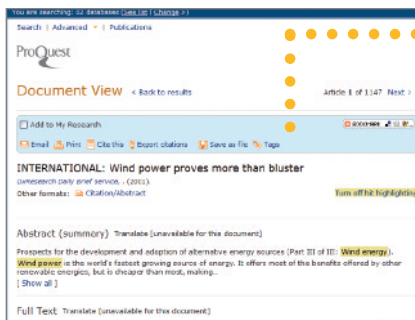 You are searching: 02 databases (See list | Change >)
Search | Advanced | Publications
ProQuest
Document View < Back to results Article 1 of 1147 Next >
Add to My Research BOOKMARK
Email Print Cite this Export citations Save as file Tags
INTERNATIONAL: Wind power proves more than bluster
OxResearch Daily Brief Service, . (2001).
Other formats: Citation/Abstract Turn off hit highlighting
Abstract (summary) Translate [unavailable for this document]
Prospects for the development and adoption of alternative energy sources (Part III of III: Wind energy).
Wind power is the world's fastest growing source of energy. It offers most of the benefits offered by other
renewable energies, but is cheaper than most, making..
[ Show all ]
Full Text Translate [unavailable for this document]